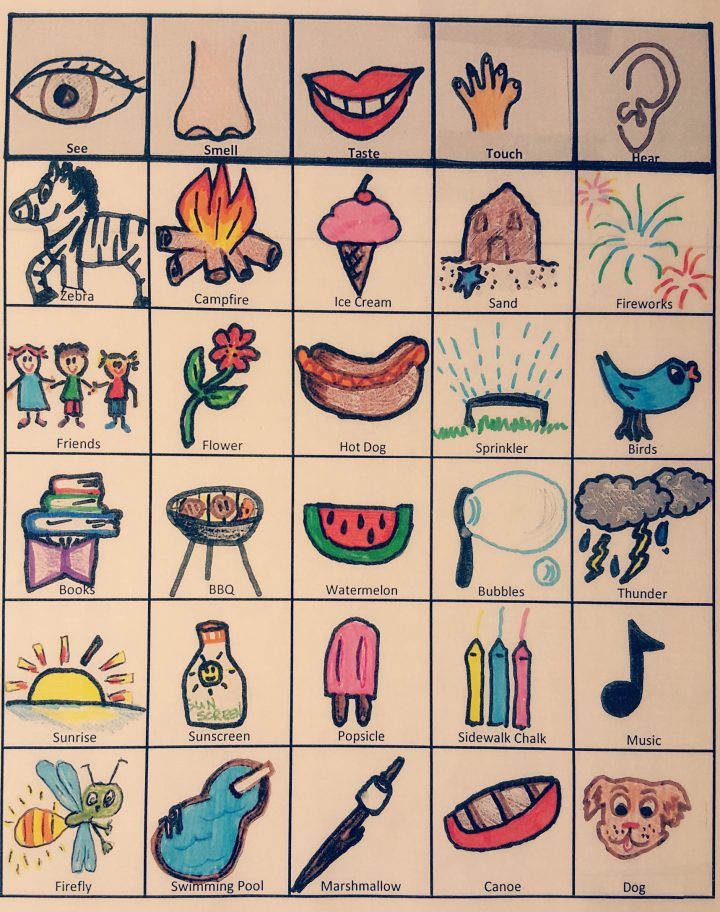 See
Smell
Taste
Touch
Hear
Zebra
Campfire
Ice Cream
Sand
Fireworks
Friends
Flower
Hot Dog
Sprinkler
Birds
Books
BBQ
Watermelon
Bubbles
Thunder
SUN
SCREEN
Sunrise
Sunscreen
Popsicle
Sidewalk Chalk
Music
Firefly
Swimming Pool
Marshmallow
Canoe
Dog